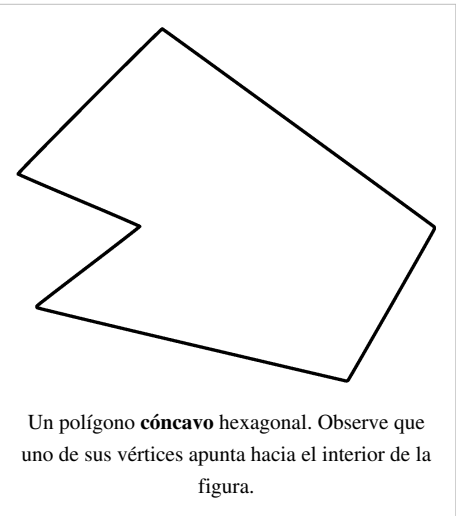 Un polígono cóncavo hexagonal. Observe que
uno de sus vértices apunta hacia el interior de la
figura.